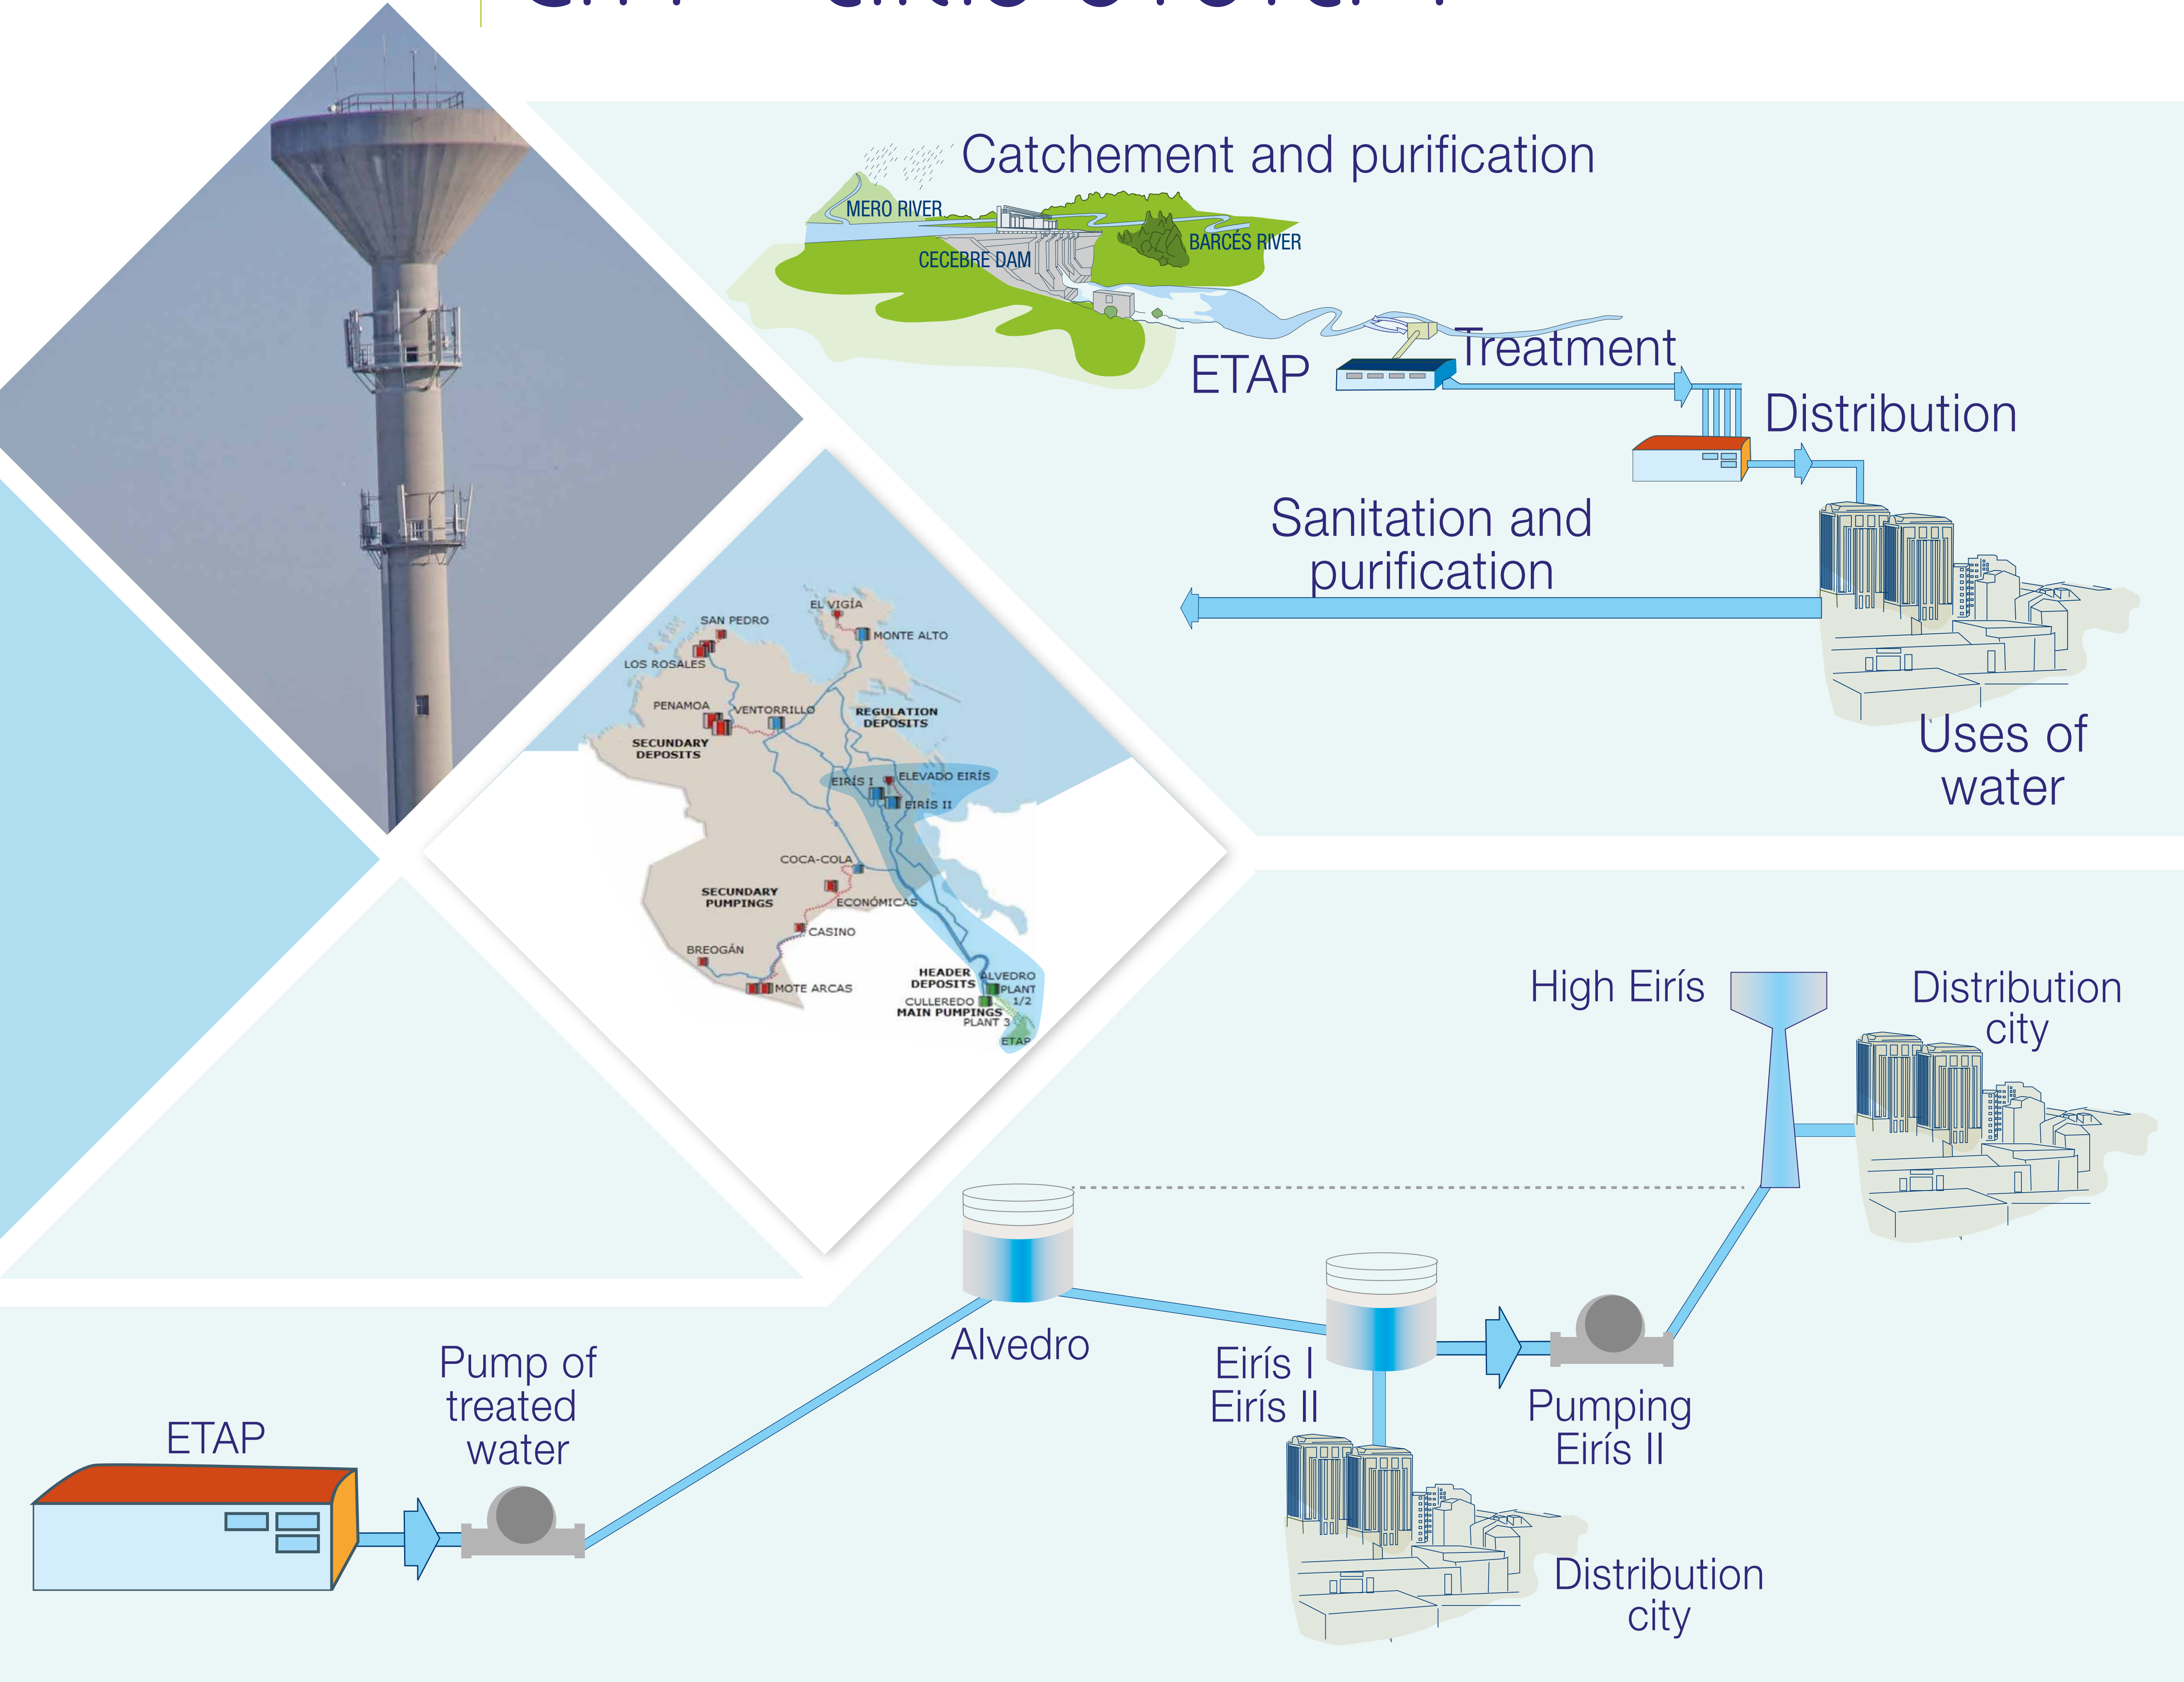 Catchement and purification
MERO RIVER
BARCÉS RIVER
CECEBRE DAM
Treatment
ETAP
Distribution
Sanitation and
purification
Uses of
water
EL VIGÍA
SAN PEDRO
MONTE ALTO
LOS ROSALES
PENAMOA
VENTORRILLO
REGULATION
DEPOSITS
SECUNDARY
DEPOSITS
EIRÍS I
ELEVADO EIRÍS
EIRÍS II
COCA-COLA
SECUNDARY
PUMPINGS
ECONÓMICAS
CASINO
BREOGÁN
MOTE ARCAS
HEADER
DEPOSITS
ALVEDRO
PLANT
1/2
CULLEREDO
MAIN PUMPINGS
PLANT 3
ETAP
High Eirís
Distribution
city
Alvedro
Eirís I
Eirís II
Pumping
Eirís II
Pump of
treated
water
ETAP
Distribution
city